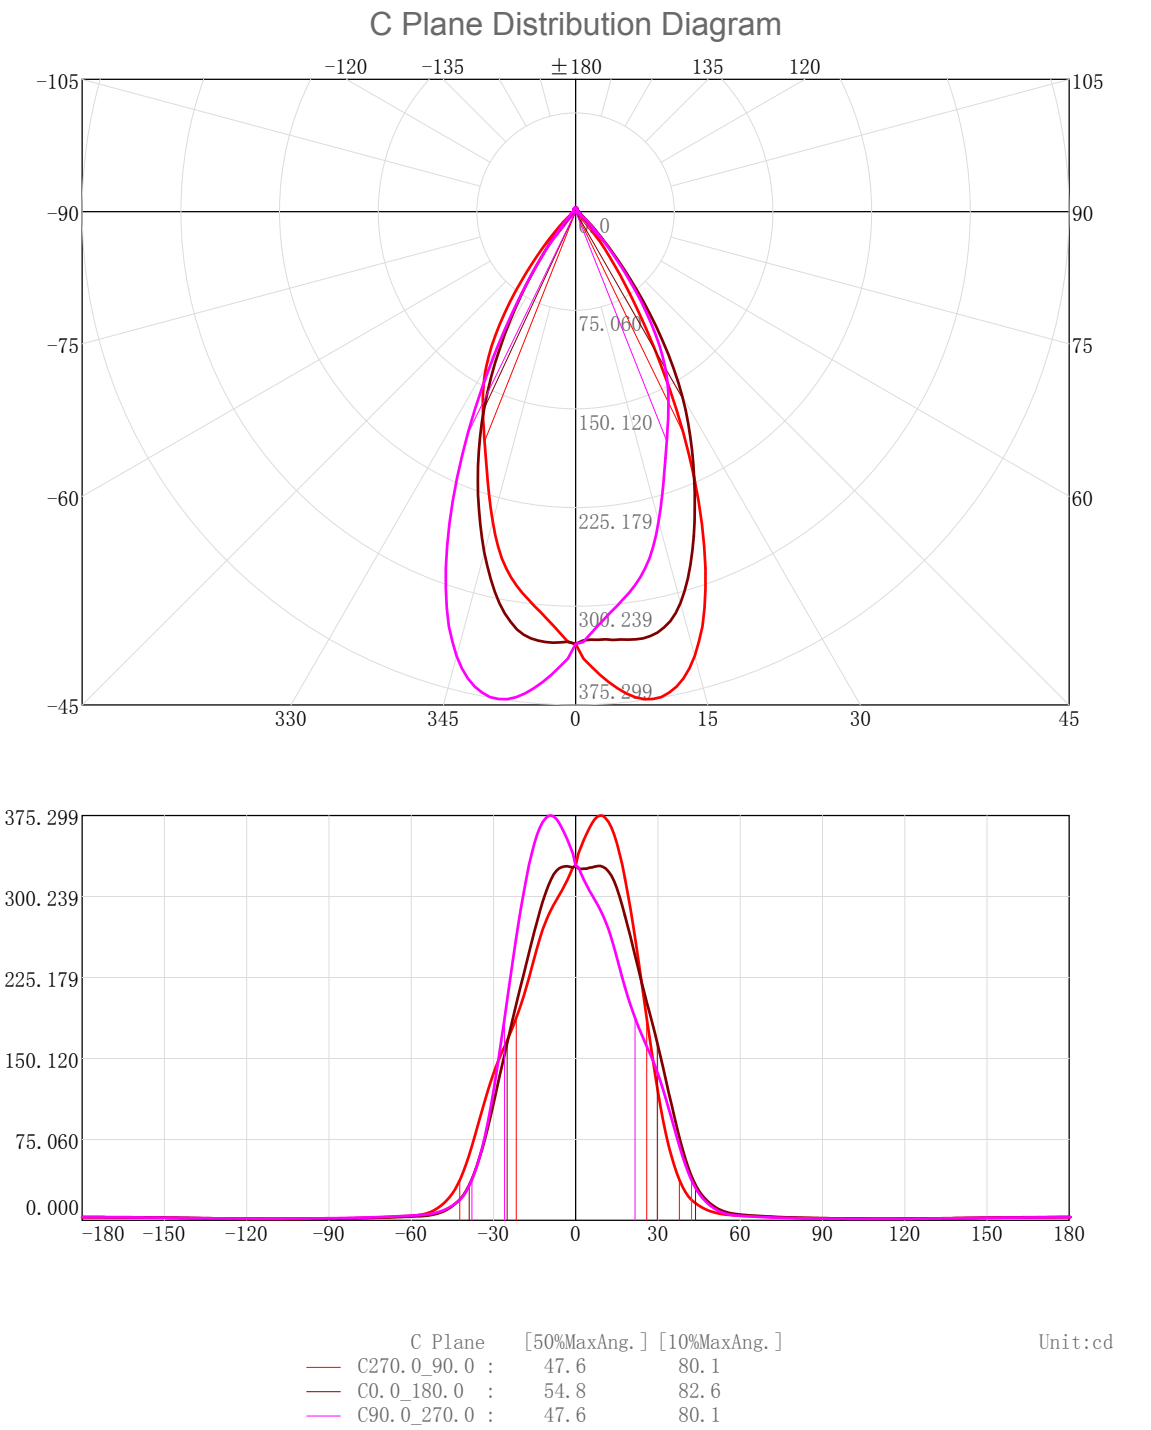 C Plane Distribution Diagram
-120 -135 ±180 135 120
-105 105
-90 90
0.0
75.060
-75 75
150.120
-60 60
225.179
300.239
375.299
-45
330 345 0 15 30 45
375.299
300.239
225.179
150.120
75.060
0.000
-180 -150 -120 -90 -60 -30 0 30 60 90 120 150 180
C Plane [50%MaxAng.] [10%MaxAng.] Unit:cd
C270.0_90.0 : 47.6 80.1
C0.0_180.0 : 54.8 82.6
C90.0_270.0 : 47.6 80.1